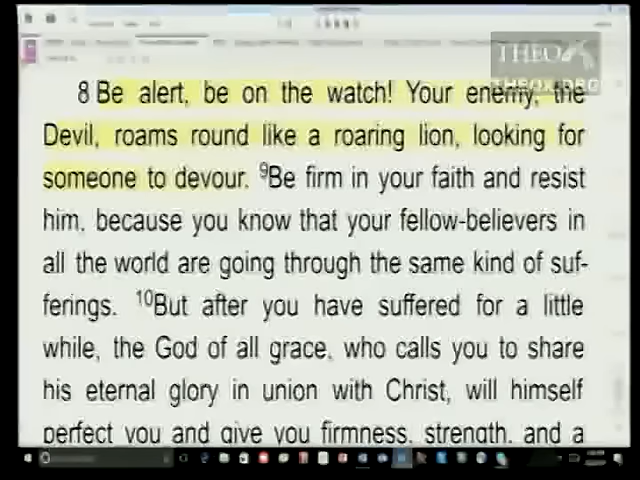 THEOX
THEOX.ORG
8 Be alert, be on the watch! Your enemy, the
Devil, roams round like a roaring lion, looking for
someone to devour. 9Be firm in your faith and resist
him, because you know that your fellow-believers in
all the world are going through the same kind of suf-
ferings. 10But after you have suffered for a little
while, the God of all grace, who calls you to share
his eternal glory in union with Christ, will himself
perfect you and give you firmness, strength, and a